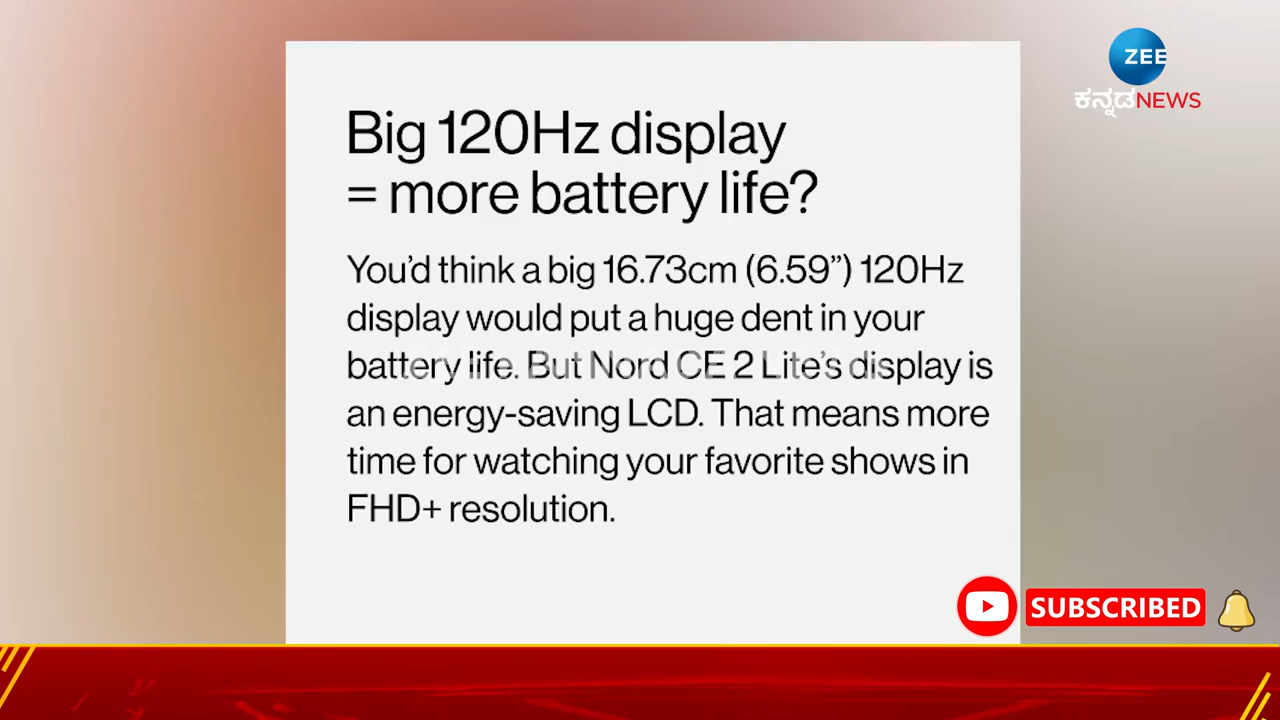 ZEE
ಕನ್ನಡNEWS
Big 120Hz display
= more battery life?
You’d think a big 16.73cm (6.59”) 120Hz
display would put a huge dent in your
battery life. But Nord CE 2 Lite’s display is
an energy-saving LCD. That means more
time for watching your favorite shows in
FHD+ resolution.
SUBSCRIBED